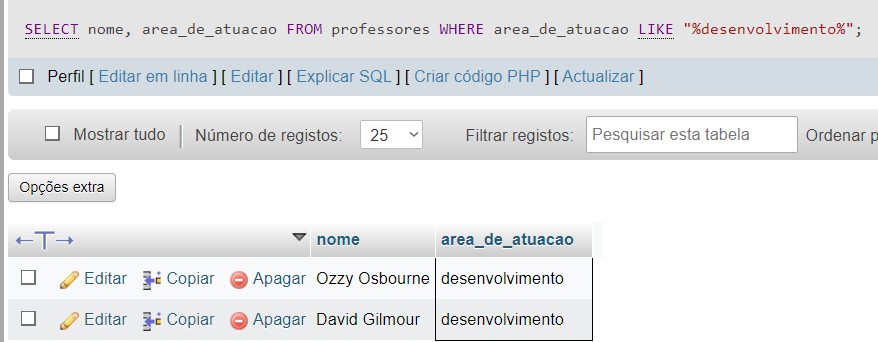 SELECT nome, area_de_atuacao FROM professores WHERE area_de_atuacao LIKE "%desenvolvimento%";
Perfil [ Editar em linha ] [ Editar ] [ Explicar SQL ] [ Criar código PHP ] [ Actualizar ]
Mostrar tudo | Número de registos: 25 Filtrar registos: Pesquisar esta tabela Ordenar p
Opções extra
←T→ nome area_de_atuacao
Editar Copiar Apagar Ozzy Osbourne desenvolvimento
Editar Copiar Apagar David Gilmour desenvolvimento